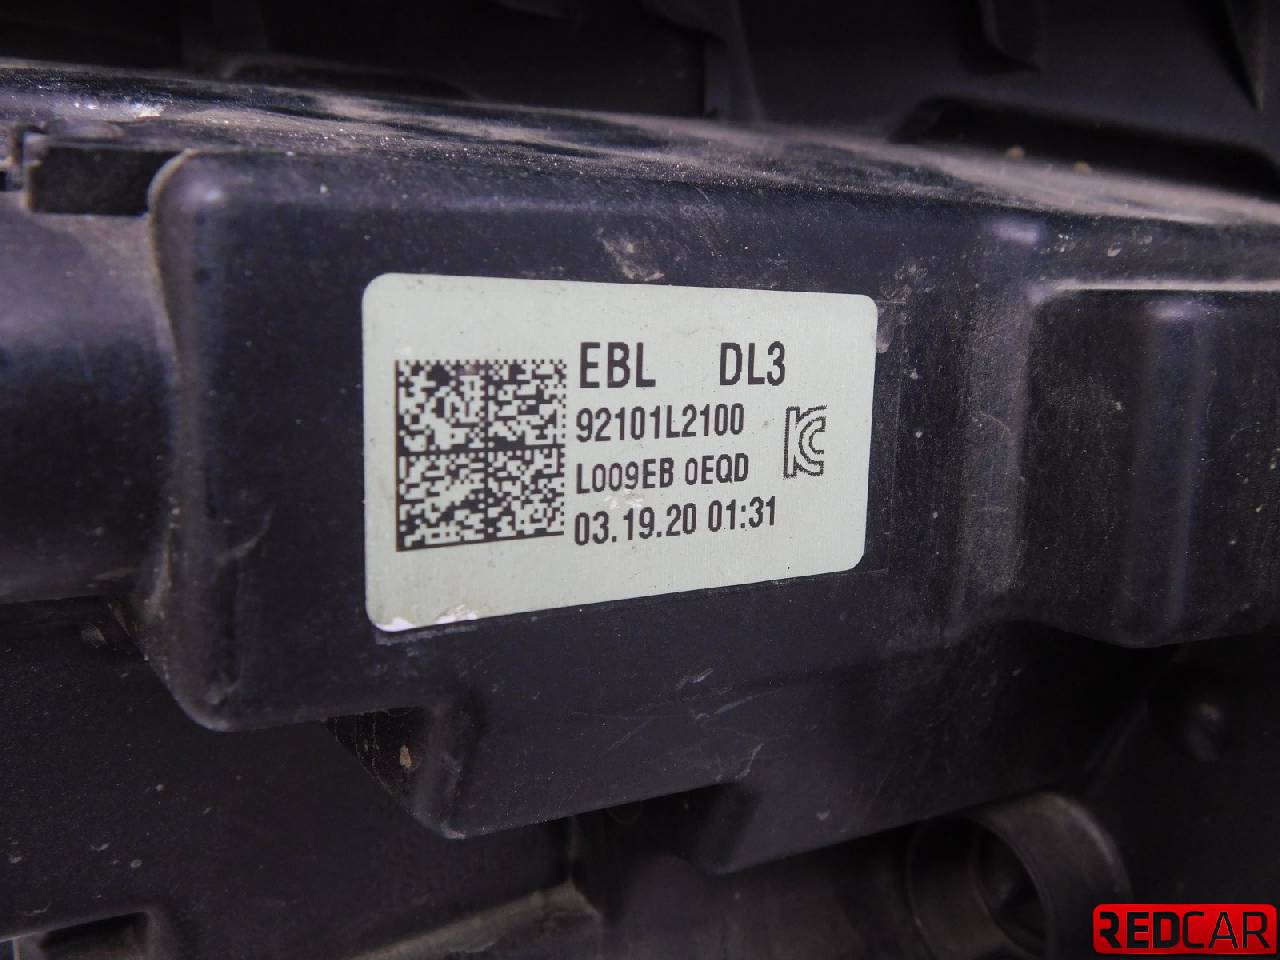 EBL DL3
92101L2100
L009EB 0EQD
03.19.20 01:31
REDCAR